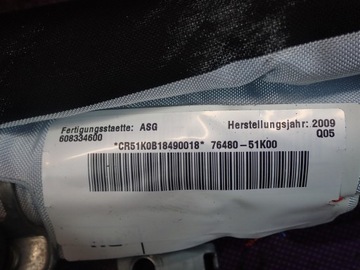 Fertigungsstaette: ASG Herstellungsjahr: 2009
608334600 Q05
*CR51K0B18490018* 76480-51K00